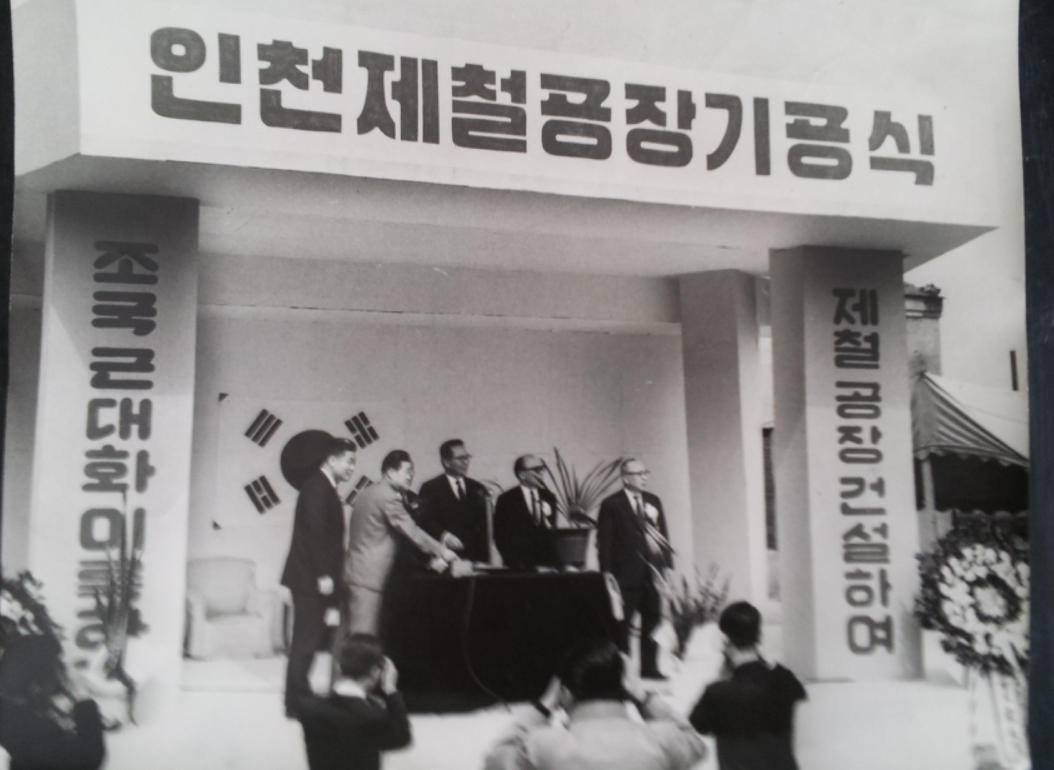 인천제철공장기공식
제철 공장 건설하여
조국 근대화